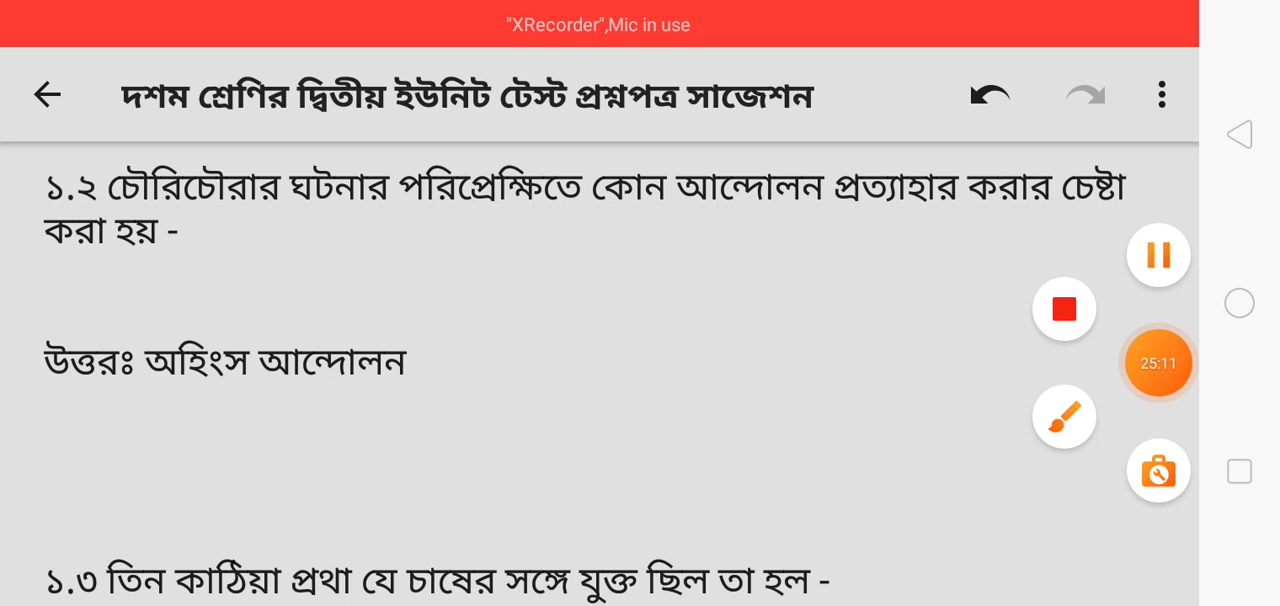 "XRecorder",Mic in use
দশম শ্রেণির দ্বিতীয় ইউনিট টেস্ট প্রশ্নপত্র সাজেশন
১.২ চৌরিচৌরার ঘটনার পরিপ্রেক্ষিতে কোন আন্দোলন প্রত্যাহার করার চেষ্টা
করা হয় -
25:11
উত্তরঃ অহিংস আন্দোলন
১.৩ তিন কাঠিয়া প্রথা যে চাষের সঙ্গে যুক্ত ছিল তা হল -